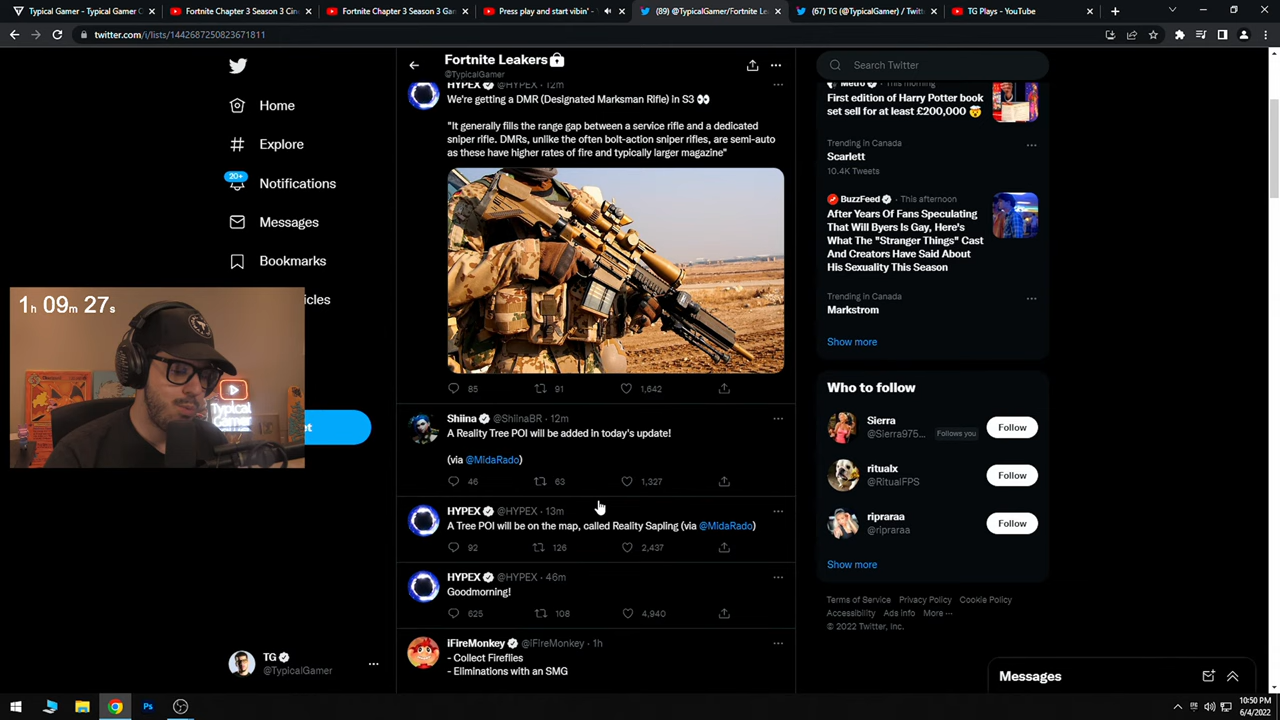 Typical Gamer - Typical Gaming C
Fortnite Chapter 3 Season 3 Cine
Fortnite Chapter 3 Season 3 Gam
Press play and start vibin' -
(89) @TypicalGamer/Fortnite Le
(67) TG (@TypicalGamer) / Twitte
TG Plays - YouTube
twitter.com/i/lists/1442687250823671811
Home
Explore
20+
Notifications
Messages
Bookmarks
1h 09m 27s
Typical
Gamer
TG
@TypicalGamer
Fortnite Leakers
@TypicalGamer
HYPEX @HYPEX · 12m
We're getting a DMR (Designated Marksman Rifle) in S3 👀
"It generally fills the range gap between a service rifle and a dedicated
sniper rifle. DMRs, unlike the often bolt-action sniper rifles, are semi-auto
as these have higher rates of fire and typically larger magazine"
85 91 1,642
Shiina @ShiinaBR · 12m
A Reality Tree POI will be added in today's update!
(via @MidaRado)
46 63 1,327
HYPEX @HYPEX · 13m
A Tree POI will be on the map, called Reality Sapling (via @MidaRado)
92 126 2,437
HYPEX @HYPEX · 46m
Goodmorning!
625 108 4,940
iFireMonkey @iFireMonkey · 1h
- Collect Fireflies
- Eliminations with an SMG
Search Twitter
Metro · This morning
First edition of Harry Potter book
set sell for at least £200,000 🤯
Trending in Canada
Scarlett
10.4K Tweets
BuzzFeed · This afternoon
After Years Of Fans Speculating
That Will Byers Is Gay, Here's
What The "Stranger Things" Cast
And Creators Have Said About
His Sexuality This Season
Trending in Canada
Markstrom
Show more
Who to follow
Sierra
@Sierra975... Follows you
Follow
ritualx
@RitualFPS
Follow
ripraraa
@ripraraa
Follow
Show more
Terms of Service Privacy Policy Cookie Policy
Accessibility Ads info More ···
© 2022 Twitter, Inc.
Messages
10:50 PM
6/4/2022